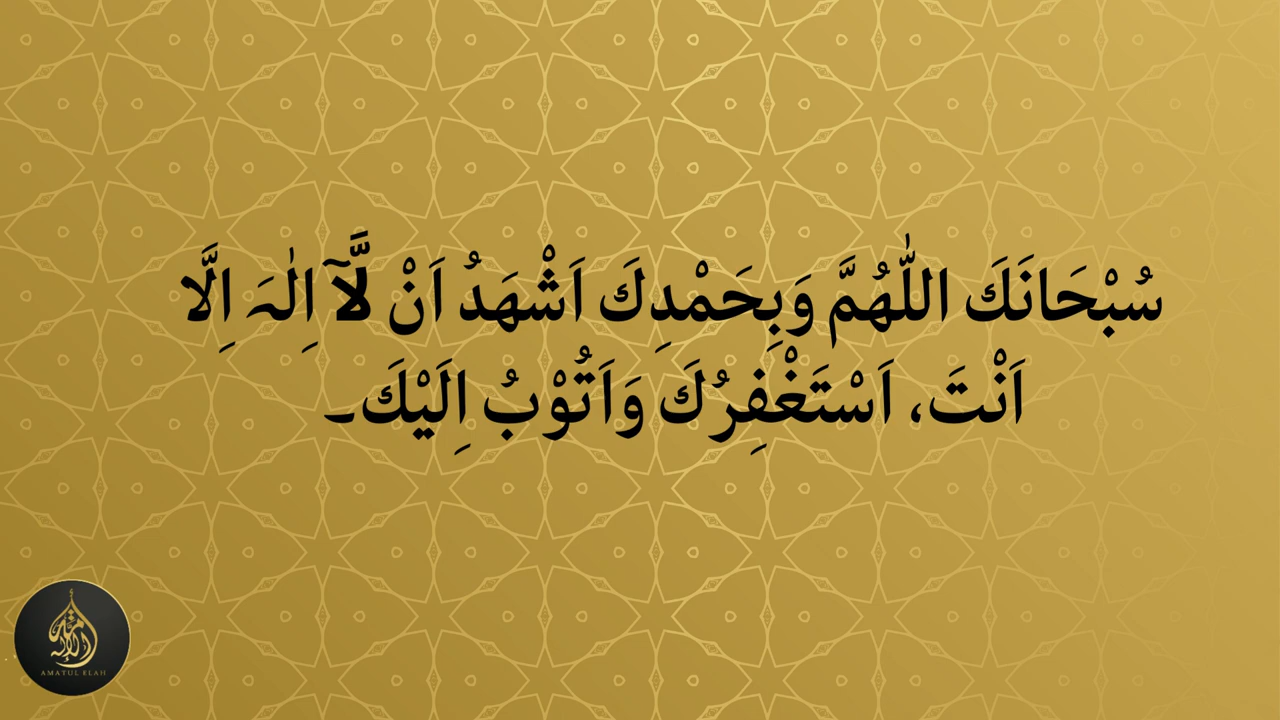 سُبْحَانَكَ اللّٰهُمَّ وَبِحَمْدِكَ اَشْهَدُ اَنْ لَّآ اِلٰہَ اِلَّا
اَنْتَ، اَسْتَغْفِرُكَ وَاَتُوْبُ اِلَيْكَ۔
AMATUL ELAH